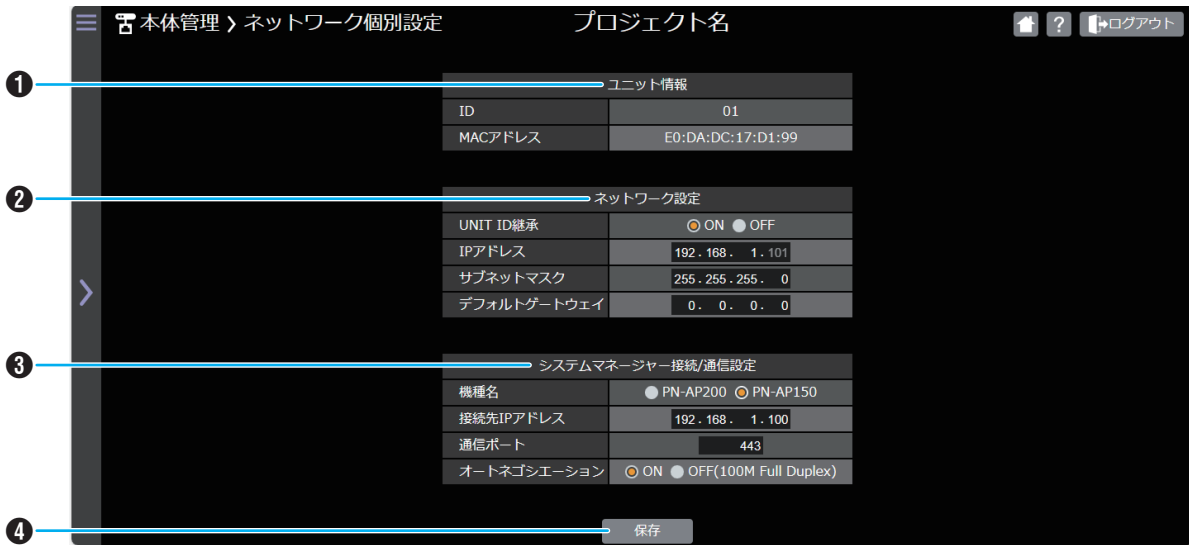 本体管理 ネットワーク個別設定 プロジェクト名 ? ログアウト
1 ユニット情報
ID 01
MACアドレス E0:DA:DC:17:D1:99
2 ネットワーク設定
UNIT ID継承 ON OFF
IPアドレス 192.168. 1.101
サブネットマスク 255.255.255. 0
デフォルトゲートウェイ 0. 0. 0. 0
3 システムマネージャー接続/通信設定
機種名 PN-AP200 PN-AP150
接続先IPアドレス 192.168. 1.100
通信ポート 443
オートネゴシエーション ON OFF(100M Full Duplex)
4 保存